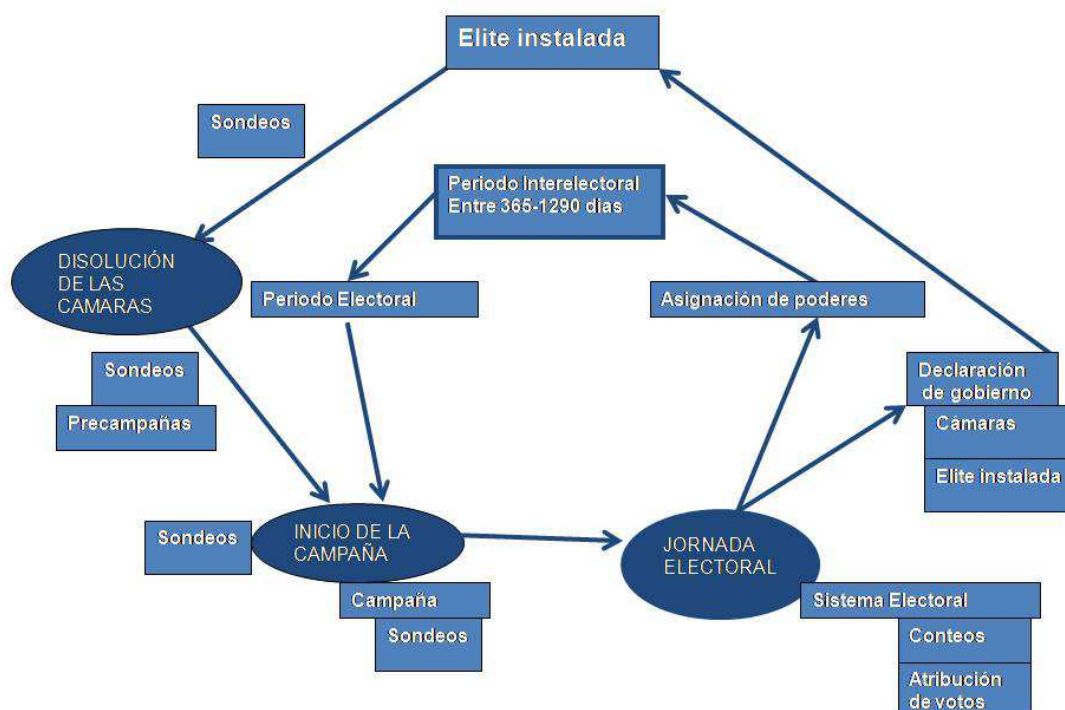 Elite instalada
Sondeos
Periodo Interelectoral
Entre 365-1290 dias
DISOLUCIÓN
DE LAS
CAMARAS
Periodo Electoral
Asignación de poderes
Sondeos
Precampañas
Declaración
de gobierno
Cámaras
Elite instalada
Sondeos
INICIO DE LA
CAMPAÑA
JORNADA
ELECTORAL
Campaña
Sondeos
Sistema Electoral
Conteos
Atribución
de votos